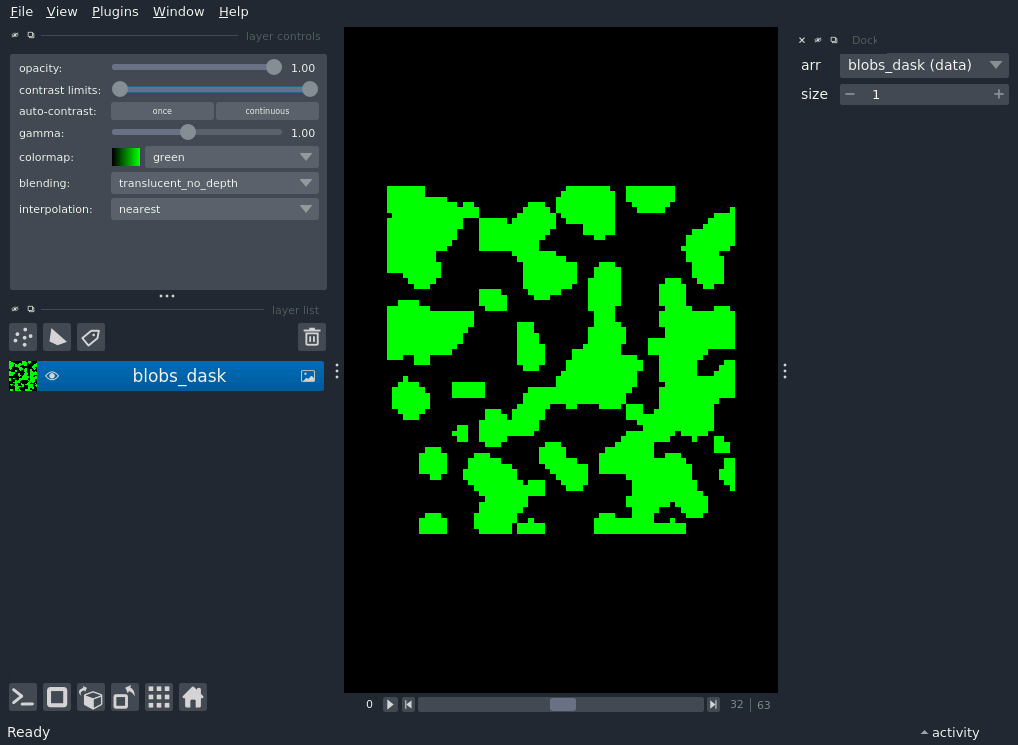 File View Plugins Window Help
layer controls
opacity: 1.00
contrast limits:
auto-contrast: once continuous
gamma: 1.00
colormap: green
blending: translucent_no_depth
interpolation: nearest
layer list
blobs_dask
Dock
arr blobs_dask (data)
size 1
0 32 63
Ready
activity